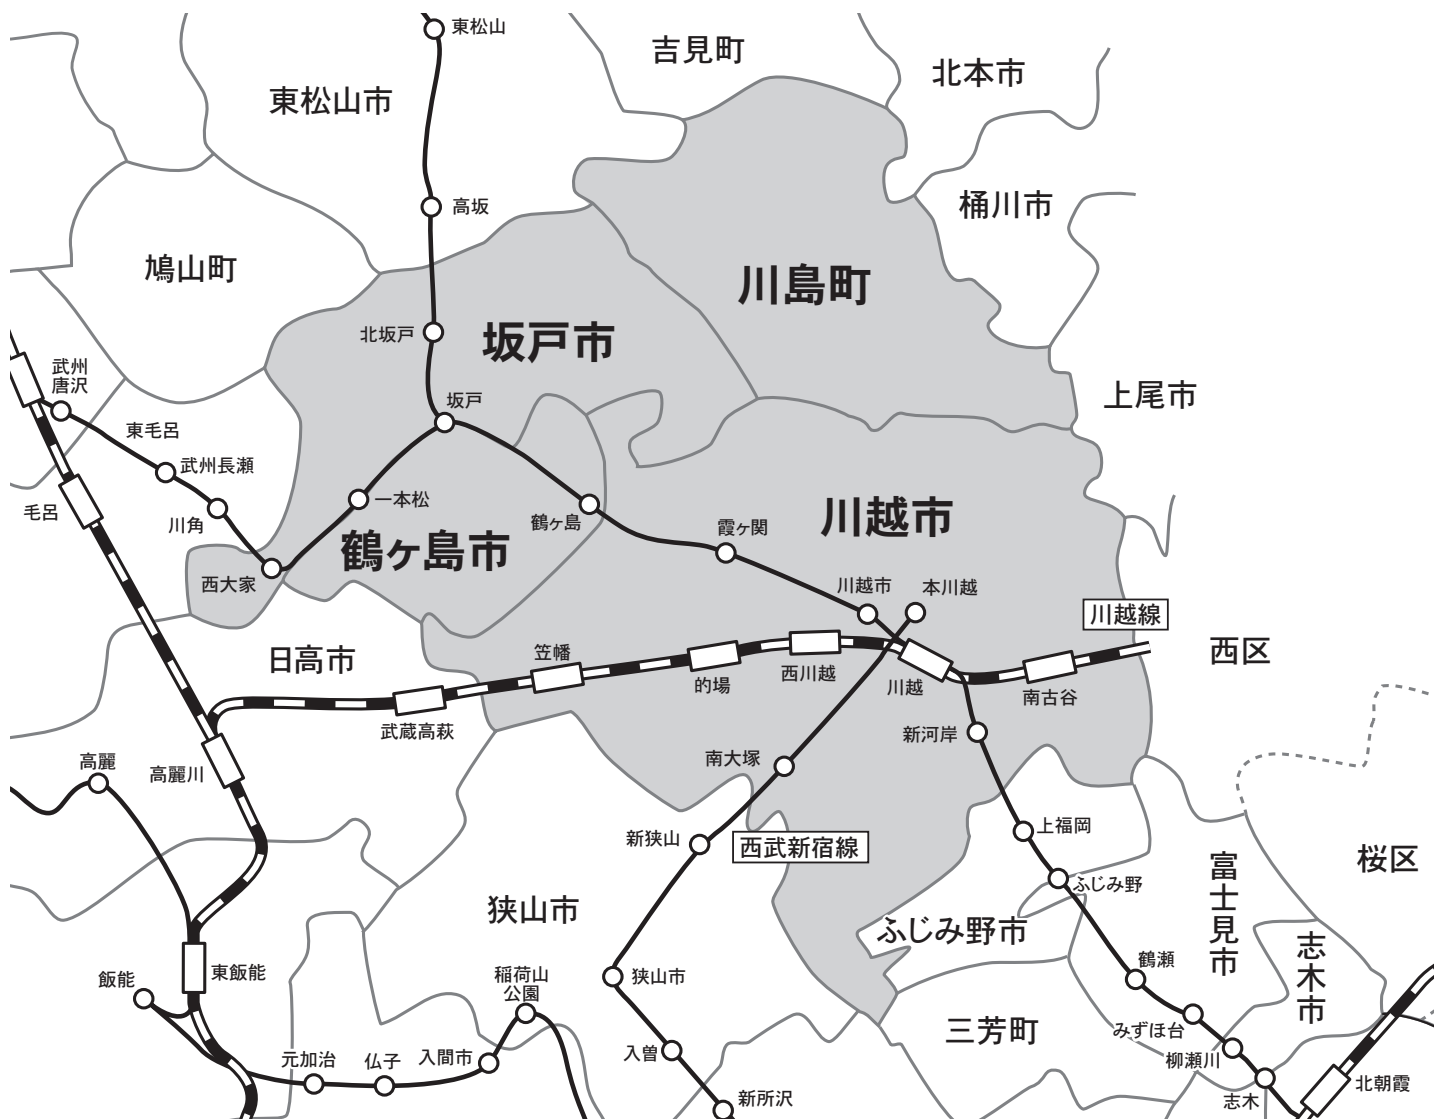 東松山
吉見町
北本市
東松山市
高坂
桶川市
鳩山町
川島町
北坂戸
坂戸市
武州
唐沢
坂戸
上尾市
東毛呂
武州長瀬
一本松
毛呂
川角
鶴ヶ島
霞ヶ関
川越市
鶴ヶ島市
西大家
川越市
本川越
川越線
日高市
笠幡
西区
的場
西川越
川越
南古谷
武蔵高萩
新河岸
高麗
高麗川
南大塚
新狭山
西武新宿線
上福岡
桜区
ふじみ野
富士見市
狭山市
ふじみ野市
志木市
飯能
東飯能
稲荷山
公園
狭山市
鶴瀬
三芳町
みずほ台
元加治
仏子
入間市
入曽
柳瀬川
北朝霞
新所沢
志木